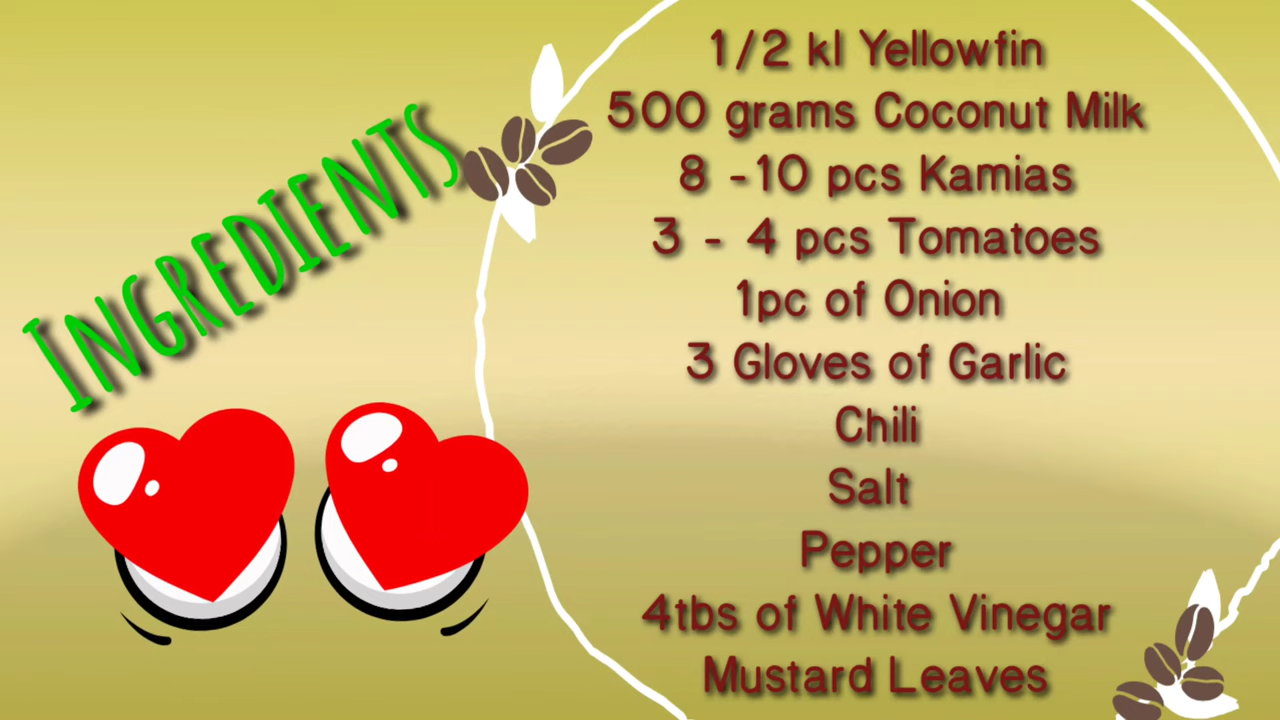 INGREDIENTS
1/2 kl Yellowfin
500 grams Coconut Milk
8 -10 pcs Kamias
3 - 4 pcs Tomatoes
1pc of Onion
3 Gloves of Garlic
Chili
Salt
Pepper
4tbs of White Vinegar
Mustard Leaves